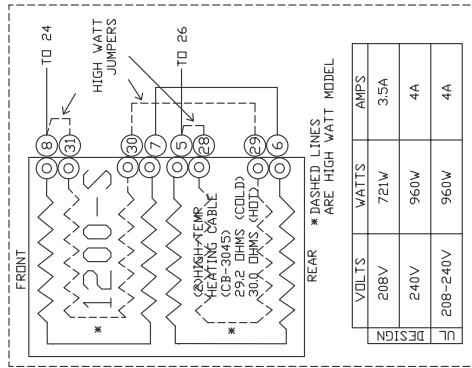 FRONT
1200-S
*
(2)HIGH-TEMP
HEATING CABLE
(CB-3045)
29.2 OHMS (COLD)
30.0 OHMS (HOT)
*
REAR
8
31
30
7
5
28
29
6
TO 24
HIGH WATT
JUMPERS
TO 26
*DASHED LINES
ARE HIGH WATT MODEL
VOLTS WATTS AMPS
DESIGN 208V 721W 3.5A
240V 960W 4A
UL 208-240V 960W 4A